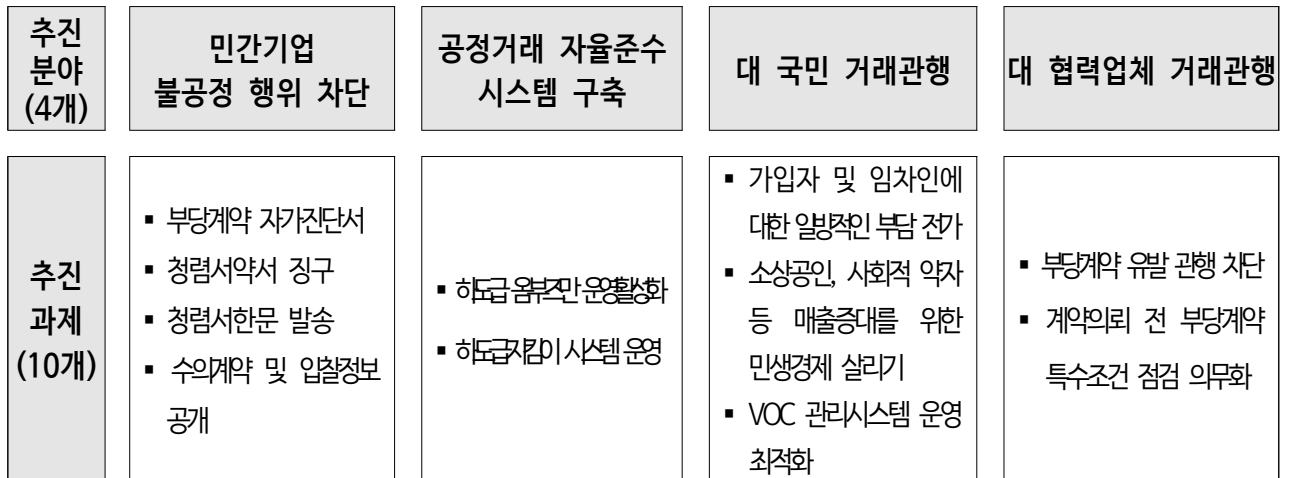 추진
분야
(4개)
민간기업
불공정 행위 차단
공정거래 자율준수
시스템 구축
대 국민 거래관행
대 협력업체 거래관행
추진
과제
(10개)
▪ 부당계약 자가진단서
▪ 청렴서약서 징구
▪ 청렴서한문 발송
▪ 수의계약 및 입찰정보
공개
▪ 하도급 옴부즈만 운영활성화
▪ 하도급지킴이 시스템 운영
▪ 가입자 및 임차인에
대한 일방적인 부담 전가
▪ 소상공인, 사회적 약자
등 매출증대를 위한
민생경제 살리기
▪ VOC 관리시스템 운영
최적화
▪ 부당계약 유발 관행 차단
▪ 계약의뢰 전 부당계약
특수조건 점검 의무화